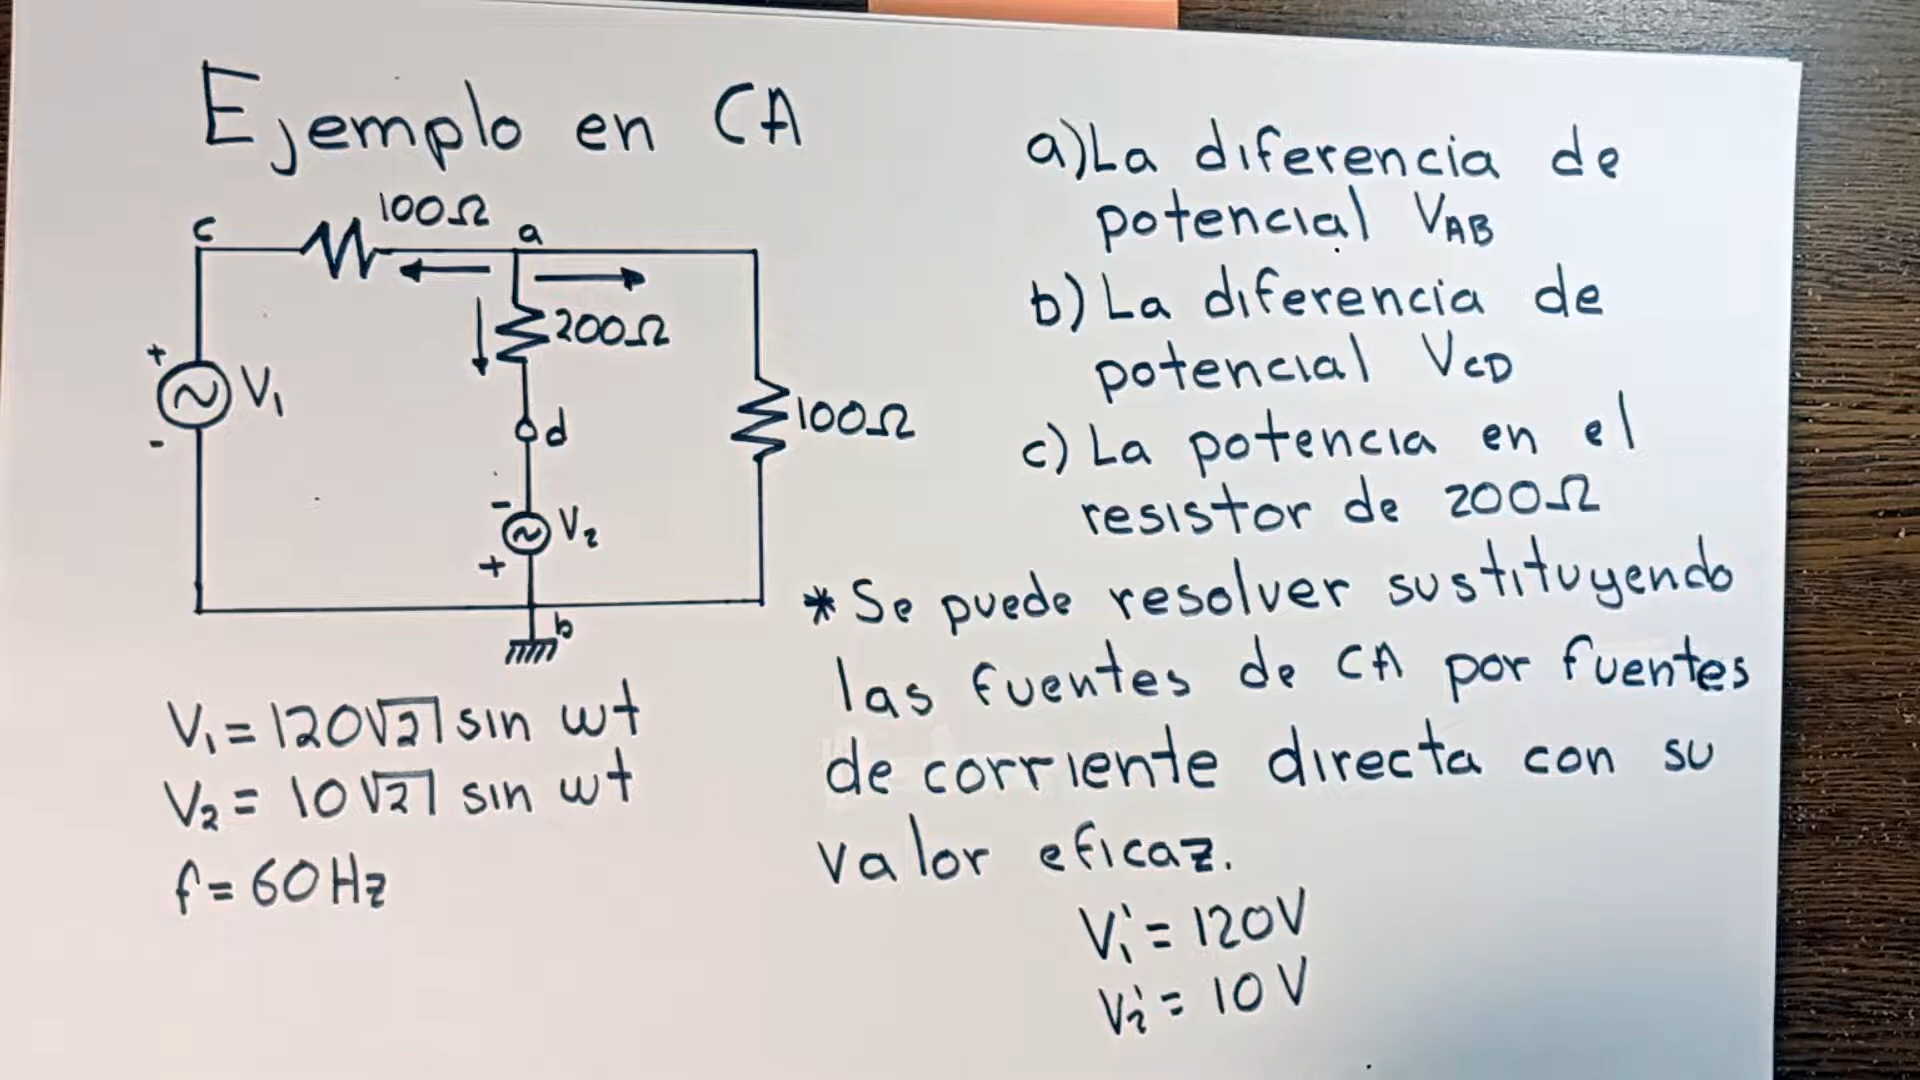 Ejemplo en CA
c
100Ω
a
200Ω
+
V₁
-
d
100Ω
-
V₂
+
b
V₁ = 120√2 sin wt
V₂ = 10√2 sin wt
f = 60 Hz
a) La diferencia de
potencial VAB
b) La diferencia de
potencial VCD
c) La potencia en el
resistor de 200Ω
* Se puede resolver sustituyendo
las fuentes de CA por fuentes
de corriente directa con su
valor eficaz.
V₁' = 120V
V₂' = 10V